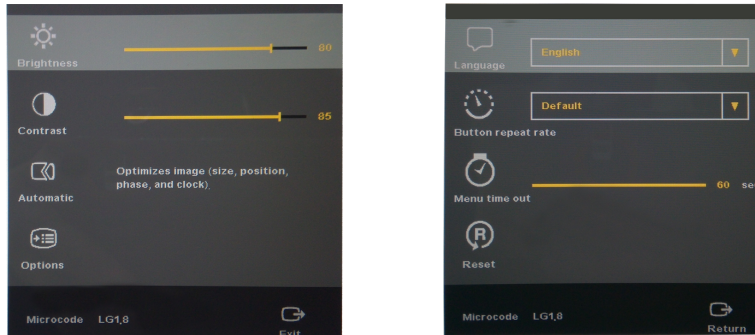 Brightness
80
Contrast
85
Automatic
Optimizes image (size, position,
phase, and clock).
Options
Microcode LG1,8
Exit
Language
English
Button repeat rate
Default
Menu time out
60 se
R
Reset
Microcode LG1,8
Return